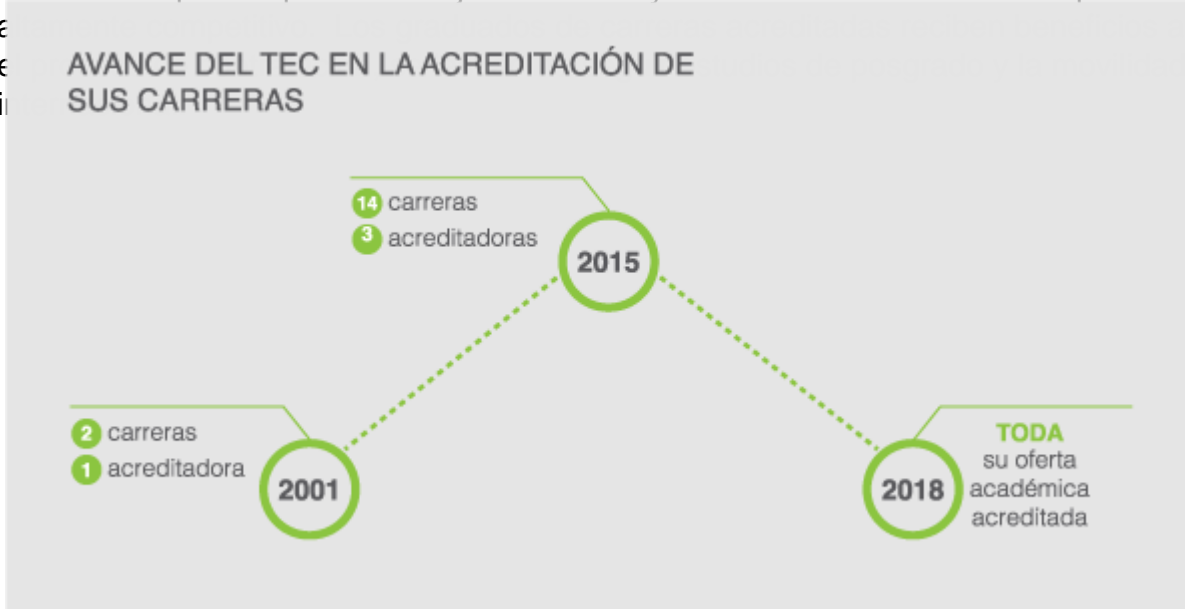 AVANCE DEL TEC EN LA ACREDITACIÓN DE
SUS CARRERAS
14 carreras
3 acreditadoras
2015
2 carreras
1 acreditadora
2001
2018
TODA
su oferta
académica
acreditada